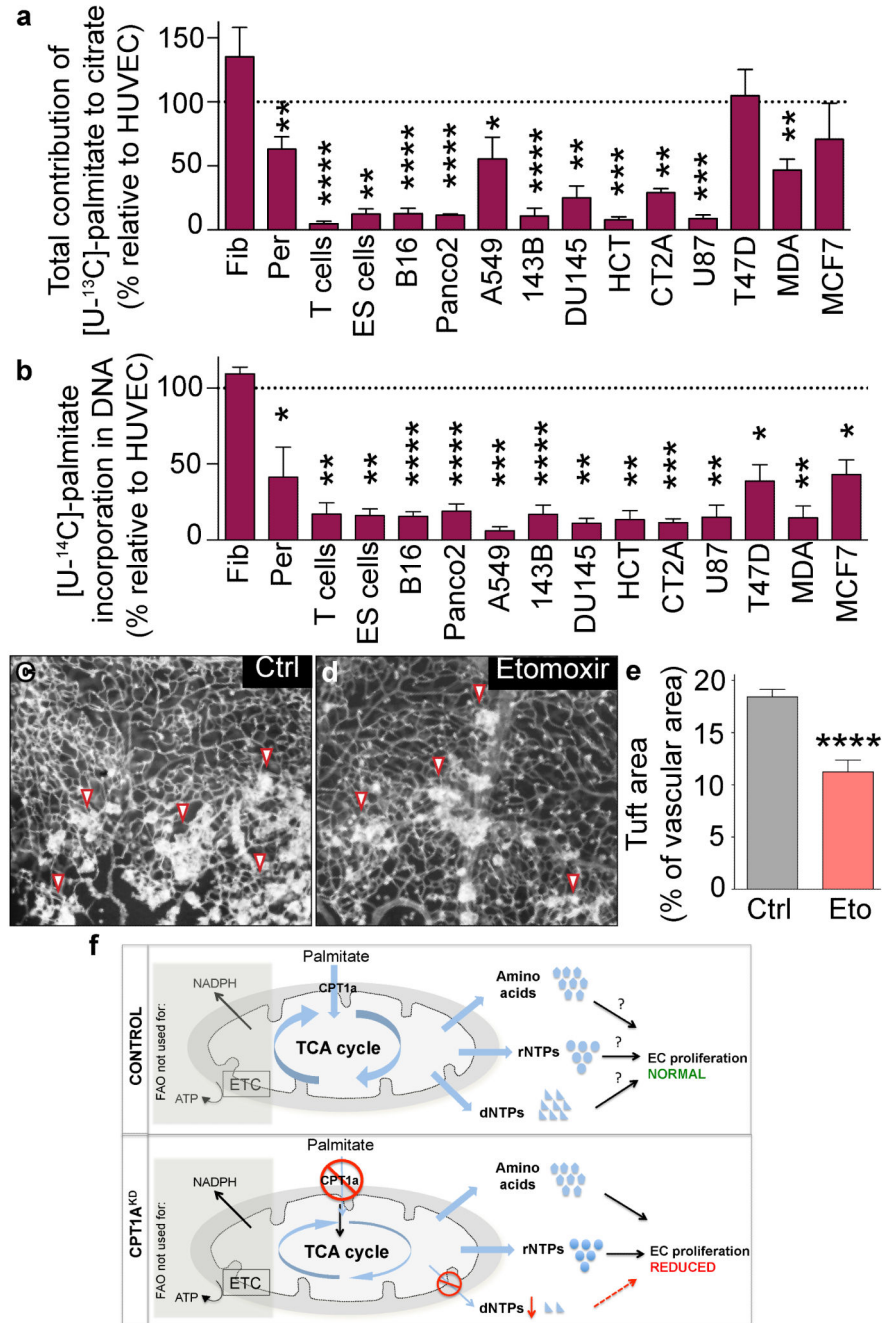 a
Total contribution of
[U-¹³C]-palmitate to citrate
(% relative to HUVEC)
150
100
50
0
**
****
**
****
****
*
****
**
***
**
***
**
Fib
Per
T cells
ES cells
B16
Panco2
A549
143B
DU145
HCT
CT2A
U87
T47D
MDA
MCF7
b
[U-¹⁴C]-palmitate
incorporation in DNA
(% relative to HUVEC)
100
50
0
*
**
**
****
****
***
****
**
**
***
**
*
**
*
Fib
Per
T cells
ES cells
B16
Panco2
A549
143B
DU145
HCT
CT2A
U87
T47D
MDA
MCF7
c
Ctrl
d
Etomoxir
e
Tuft area
(% of vascular area)
20
15
10
5
0
****
Ctrl
Eto
f
CONTROL
FAO not used for:
NADPH
ATP
ETC
Palmitate
CPT1a
TCA cycle
Amino
acids
rNTPs
dNTPs
?
?
?
EC proliferation
NORMAL
CPT1A^KD
FAO not used for:
NADPH
ATP
ETC
Palmitate
CPT1a
TCA cycle
Amino
acids
rNTPs
dNTPs
EC proliferation
REDUCED